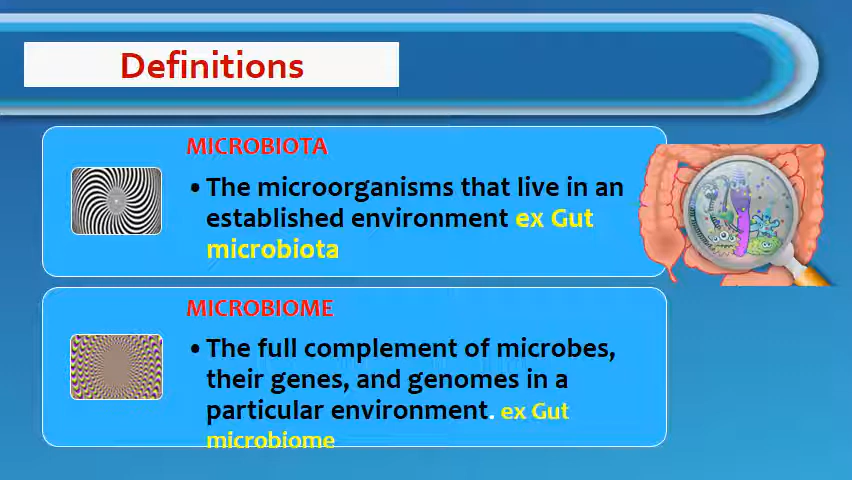 Definitions
MICROBIOTA
• The microorganisms that live in an
established environment ex Gut
microbiota
MICROBIOME
• The full complement of microbes,
their genes, and genomes in a
particular environment. ex Gut
microbiome